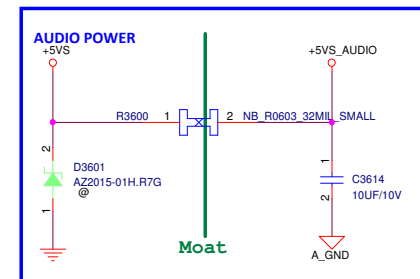 AUDIO POWER
+5VS
+5VS_AUDIO
R3600 1 2 NB_R0603_32MIL_SMALL
2
D3601
AZ2015-01H.R7G
@
1
1
C3614
10UF/10V
2
Moat
A_GND